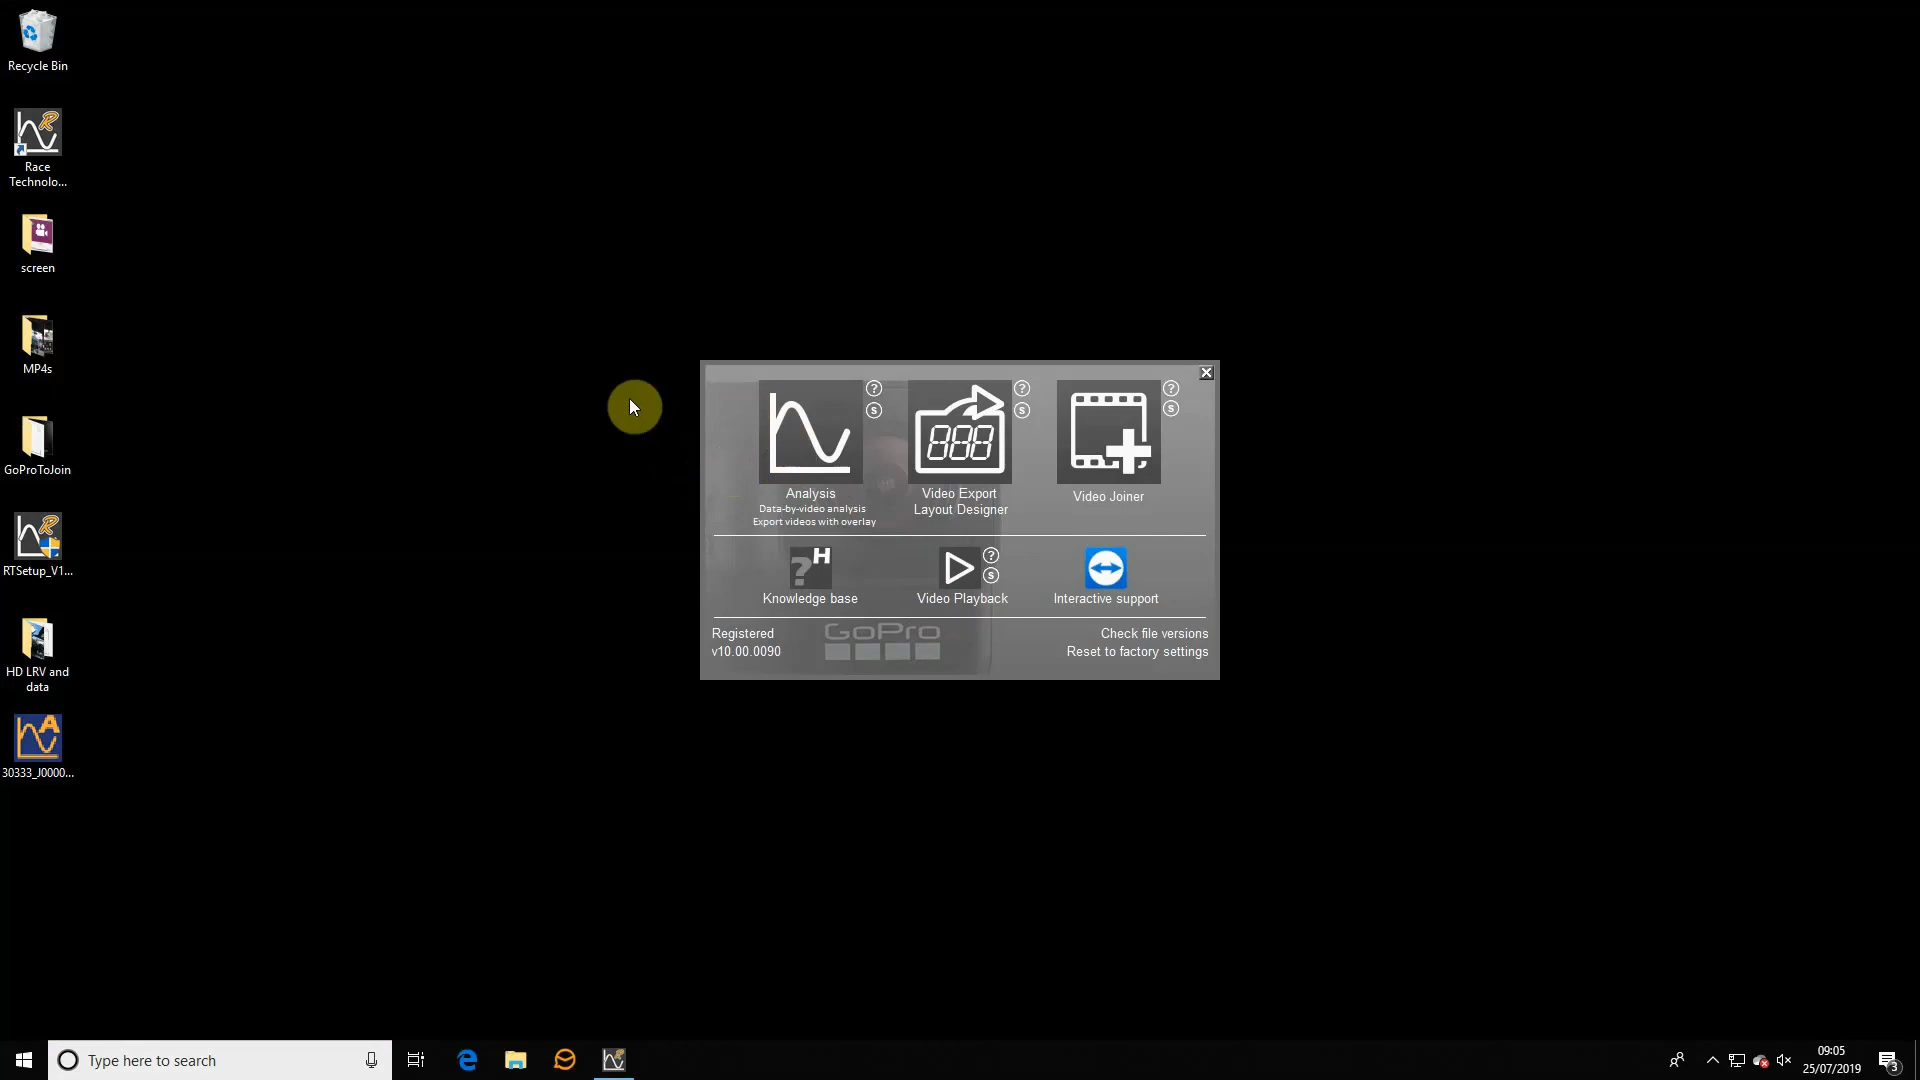 Recycle Bin
Race
Technolo...
screen
MP4s
GoProToJoin
RTSetup_V1...
HD LRV and
data
30333_J0000...
Analysis
Data-by-video analysis
Export videos with overlay
Video Export
Layout Designer
Video Joiner
Knowledge base
Video Playback
Interactive support
Registered
v10.00.0090
GoPro
Check file versions
Reset to factory settings
Type here to search
09:05
25/07/2019
3